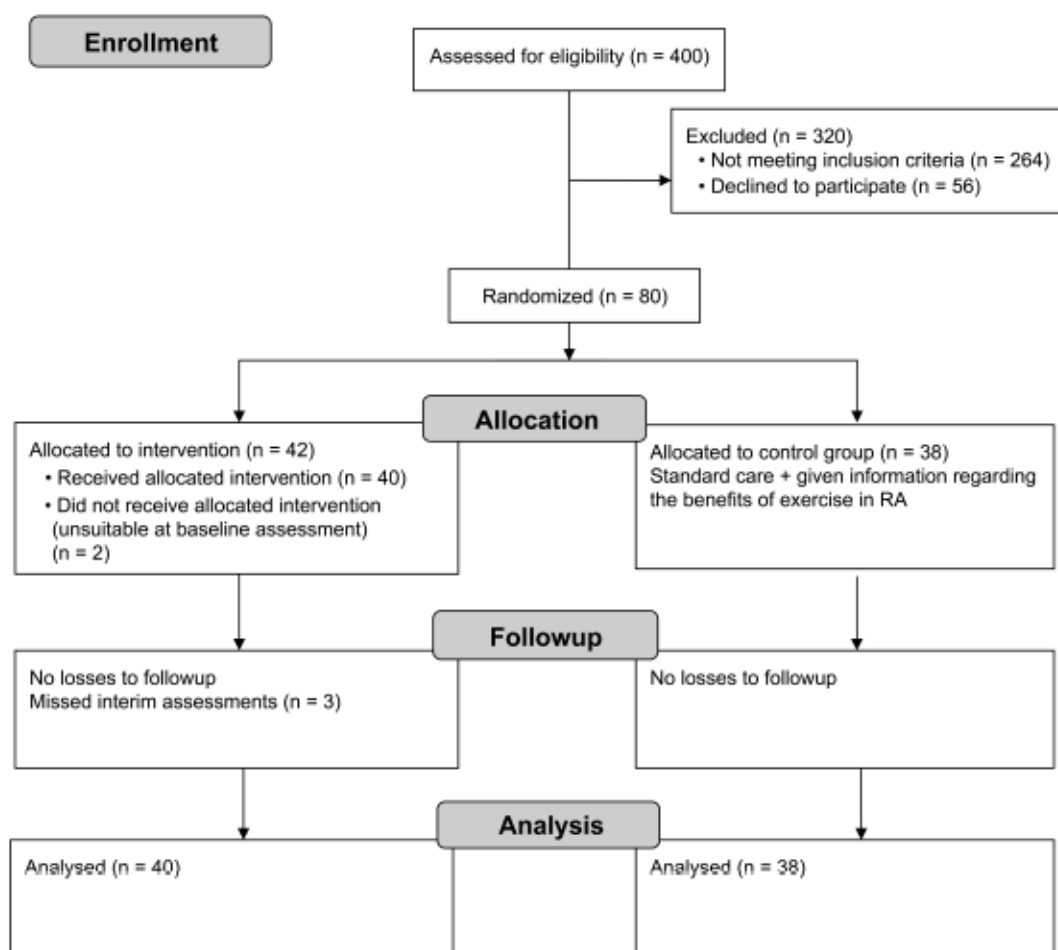 Enrollment
Assessed for eligibility (n = 400)
Excluded (n = 320)
• Not meeting inclusion criteria (n = 264)
• Declined to participate (n = 56)
Randomized (n = 80)
Allocation
Allocated to intervention (n = 42)
• Received allocated intervention (n = 40)
• Did not receive allocated intervention
(unsuitable at baseline assessment)
(n = 2)
Allocated to control group (n = 38)
Standard care + given information regarding
the benefits of exercise in RA
Followup
No losses to followup
Missed interim assessments (n = 3)
No losses to followup
Analysis
Analysed (n = 40)
Analysed (n = 38)